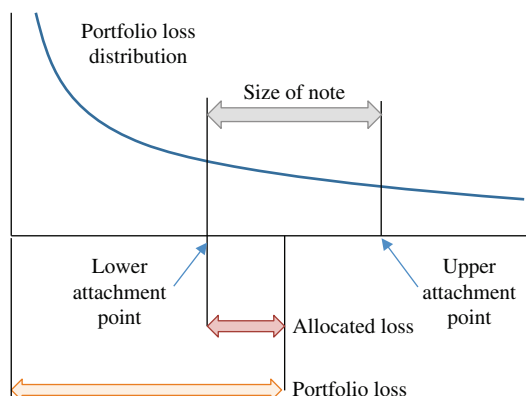 Portfolio loss
distribution
Size of note
Lower
attachment
point
Upper
attachment
point
Allocated loss
Portfolio loss